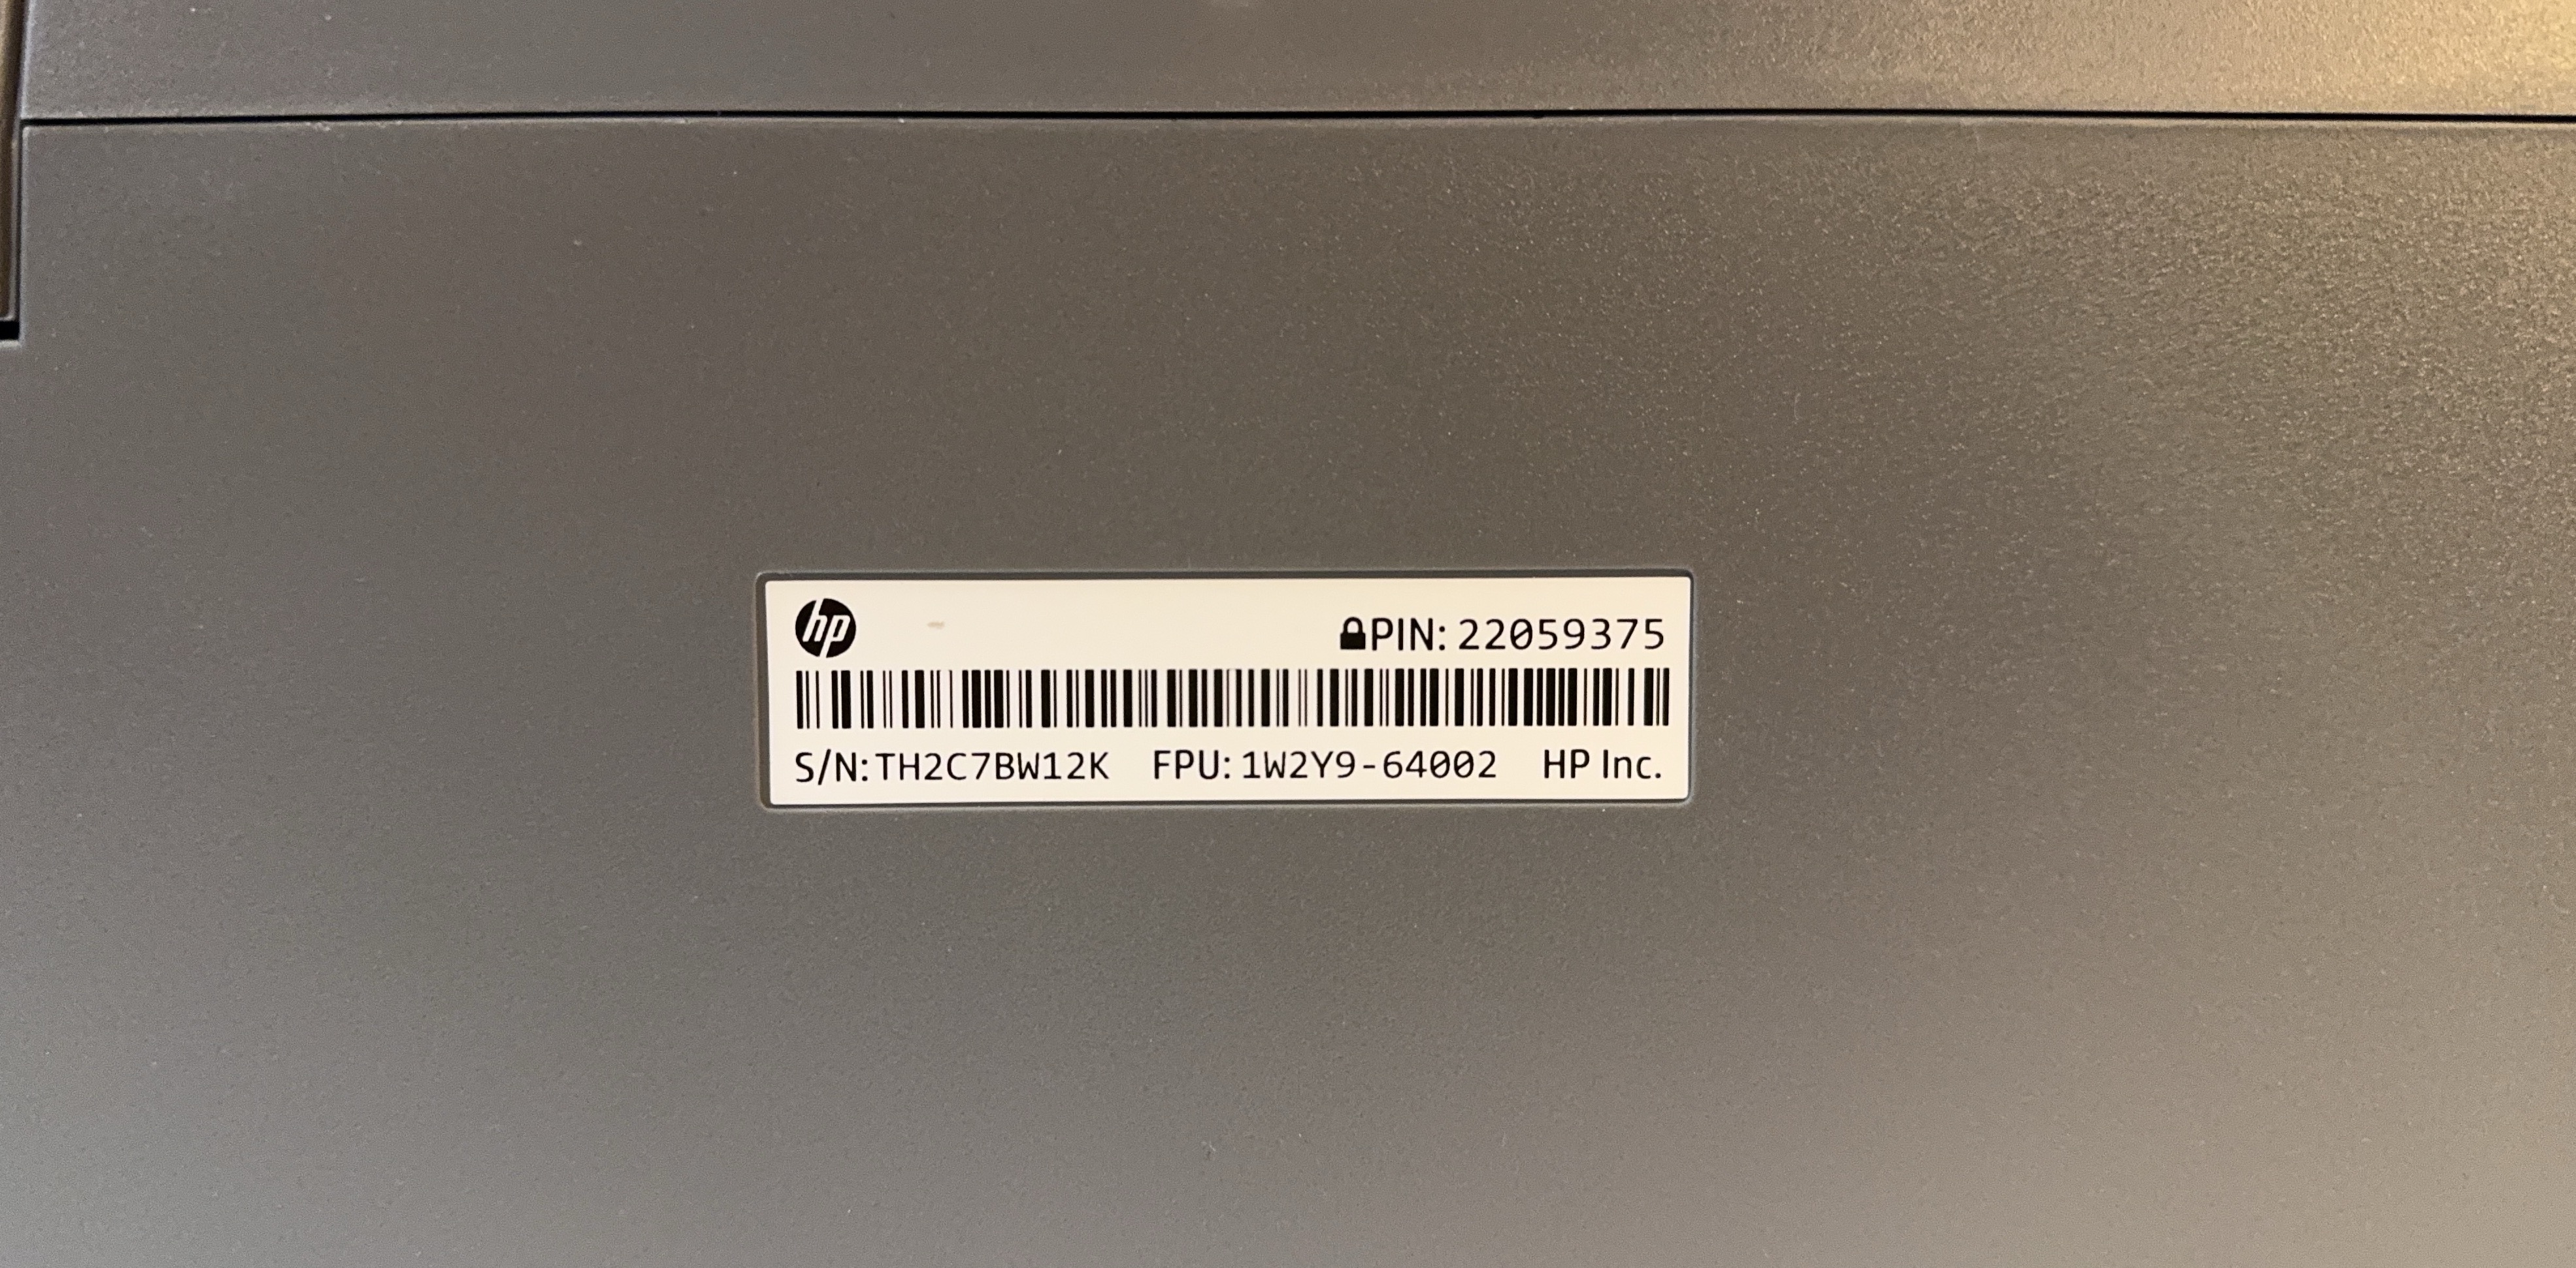 hp PIN: 22059375
S/N:TH2C7BW12K FPU: 1W2Y9-64002 HP Inc.